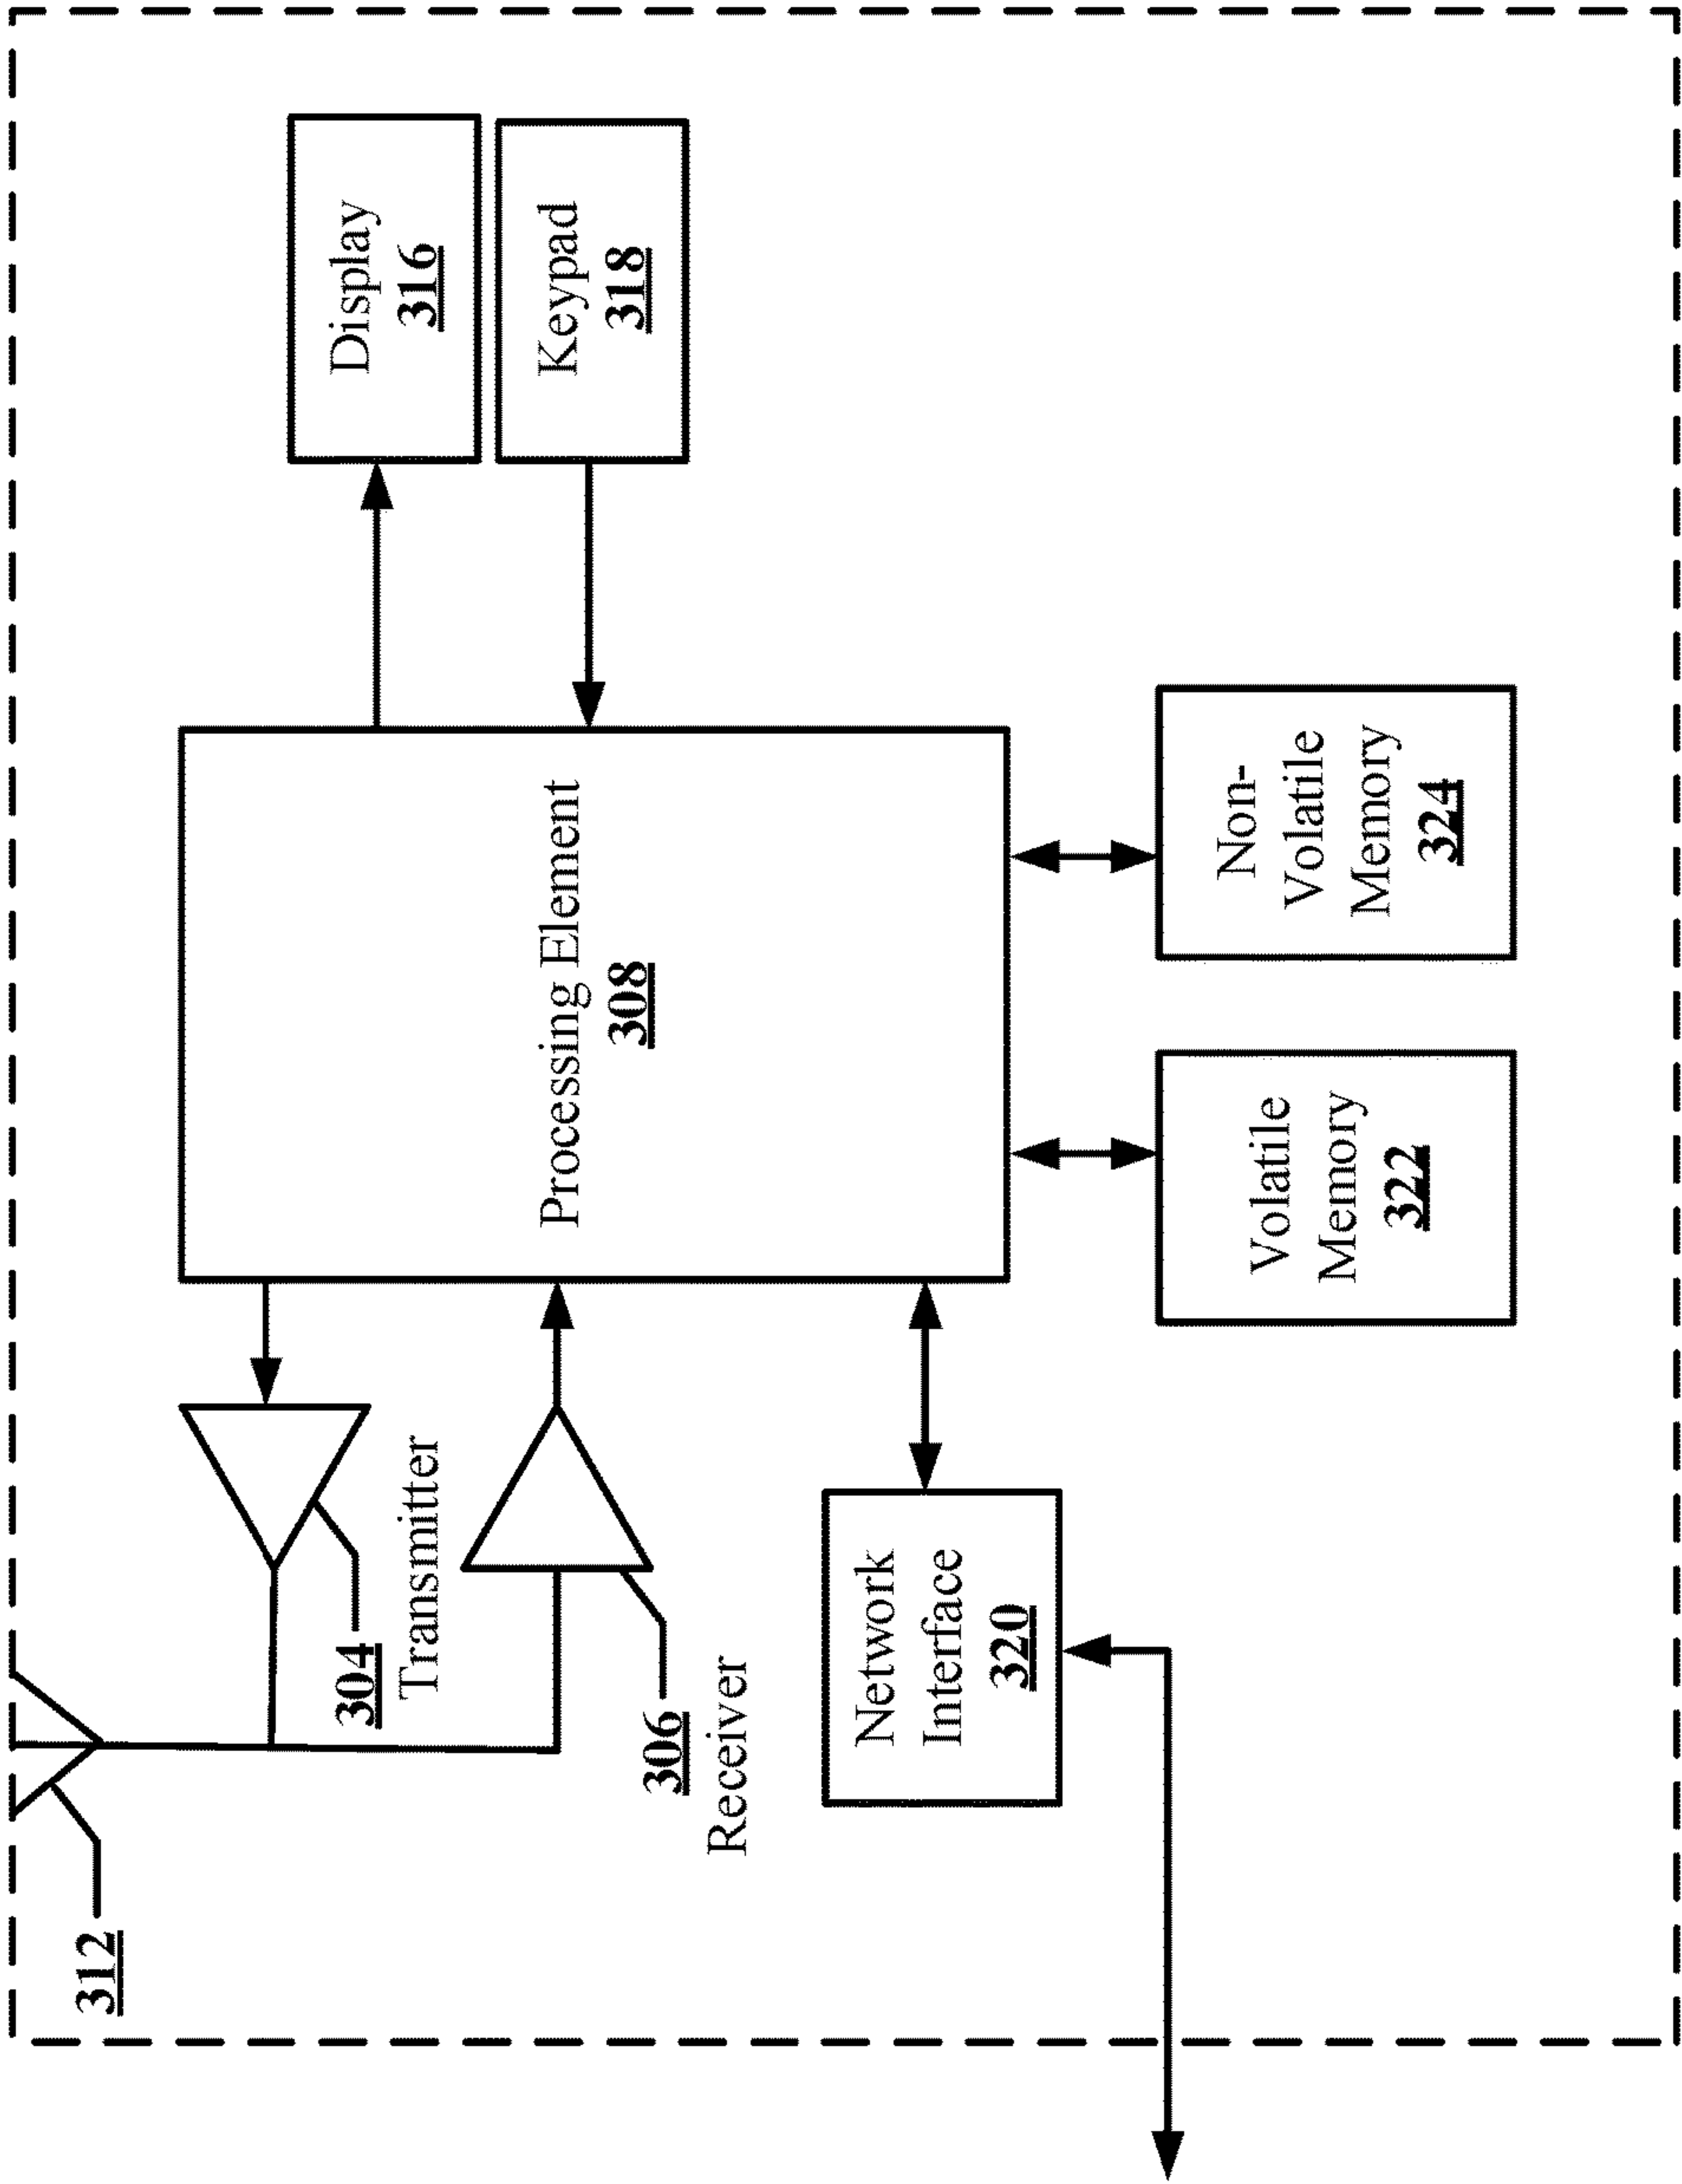 312
304
Transmitter
306
Receiver
Display
316
Keypad
318
Processing Element
308
Network
Interface
320
Volatile
Memory
322
Non-
Volatile
Memory
324